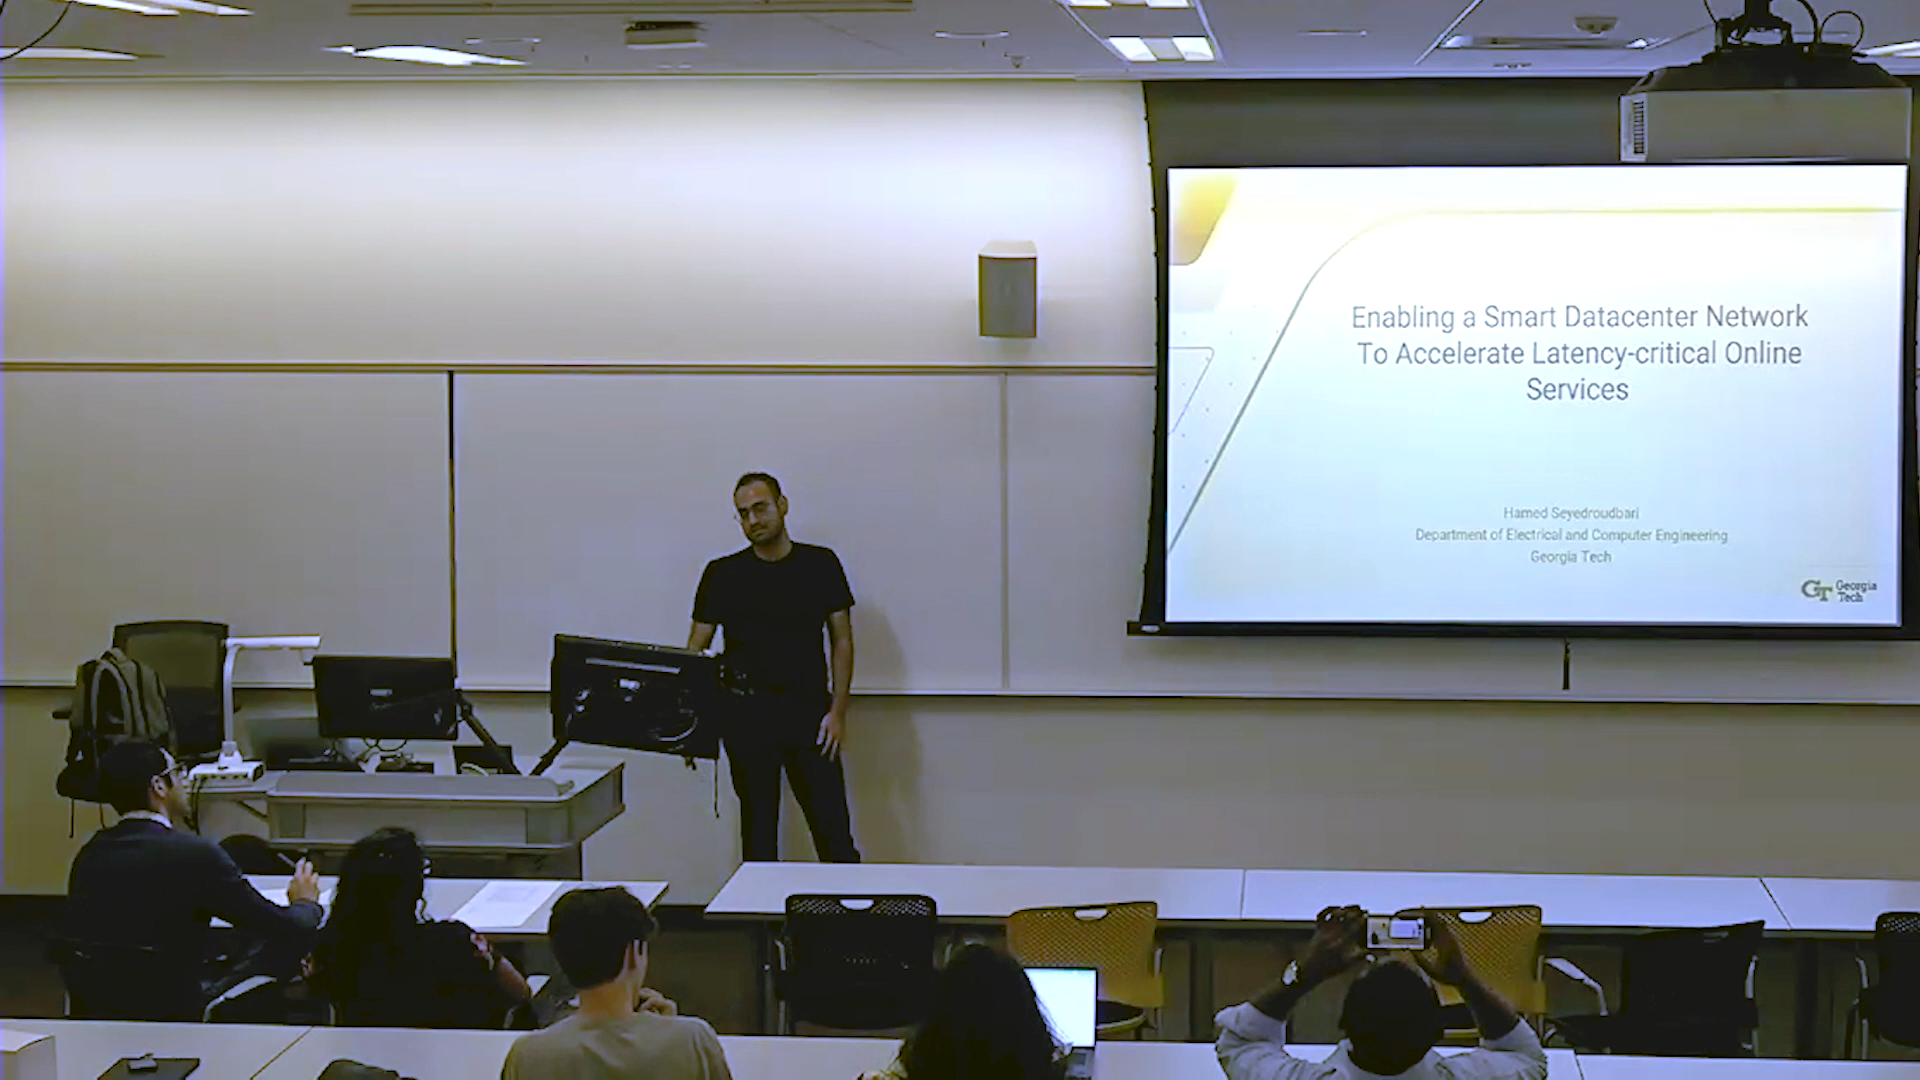 Enabling a Smart Datacenter Network
To Accelerate Latency-critical Online
Services
Hamed Seyedroudbari
Department of Electrical and Computer Engineering
Georgia Tech
GT Georgia
Tech